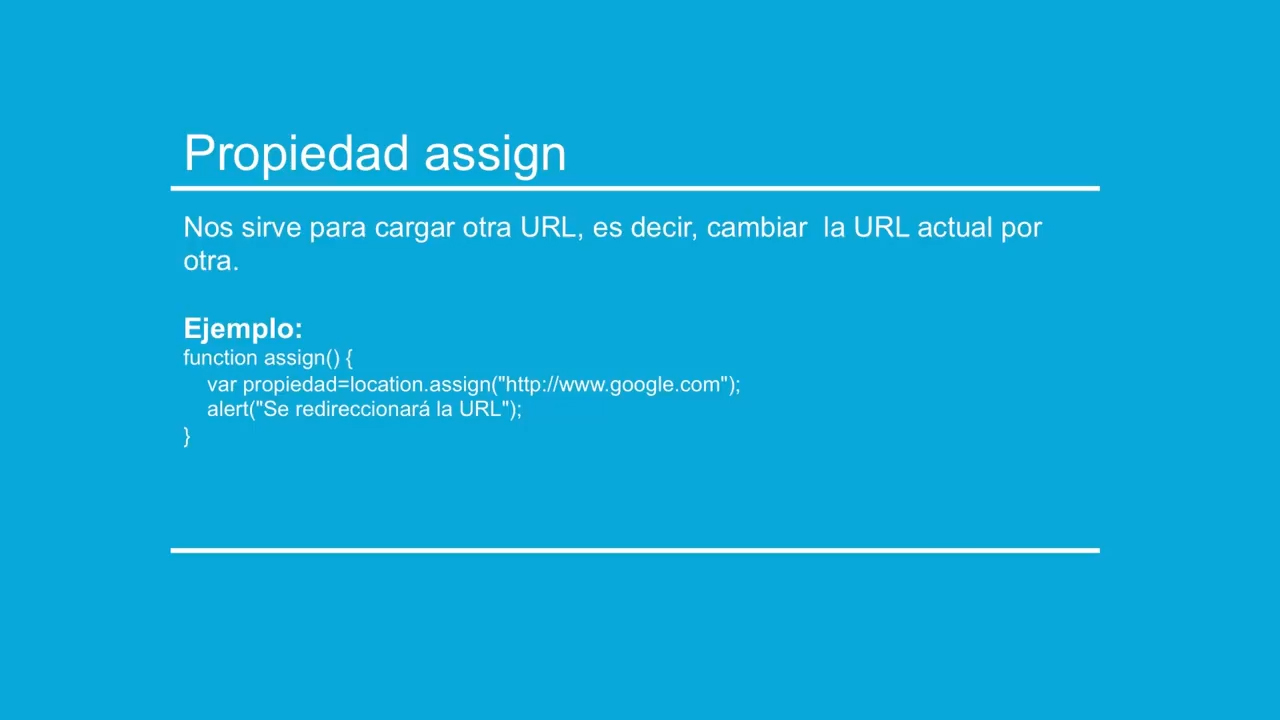 Propiedad assign
Nos sirve para cargar otra URL, es decir, cambiar  la URL actual por
otra.
Ejemplo:
function assign() {
    var propiedad=location.assign("http://www.google.com");
    alert("Se redireccionará la URL");
}